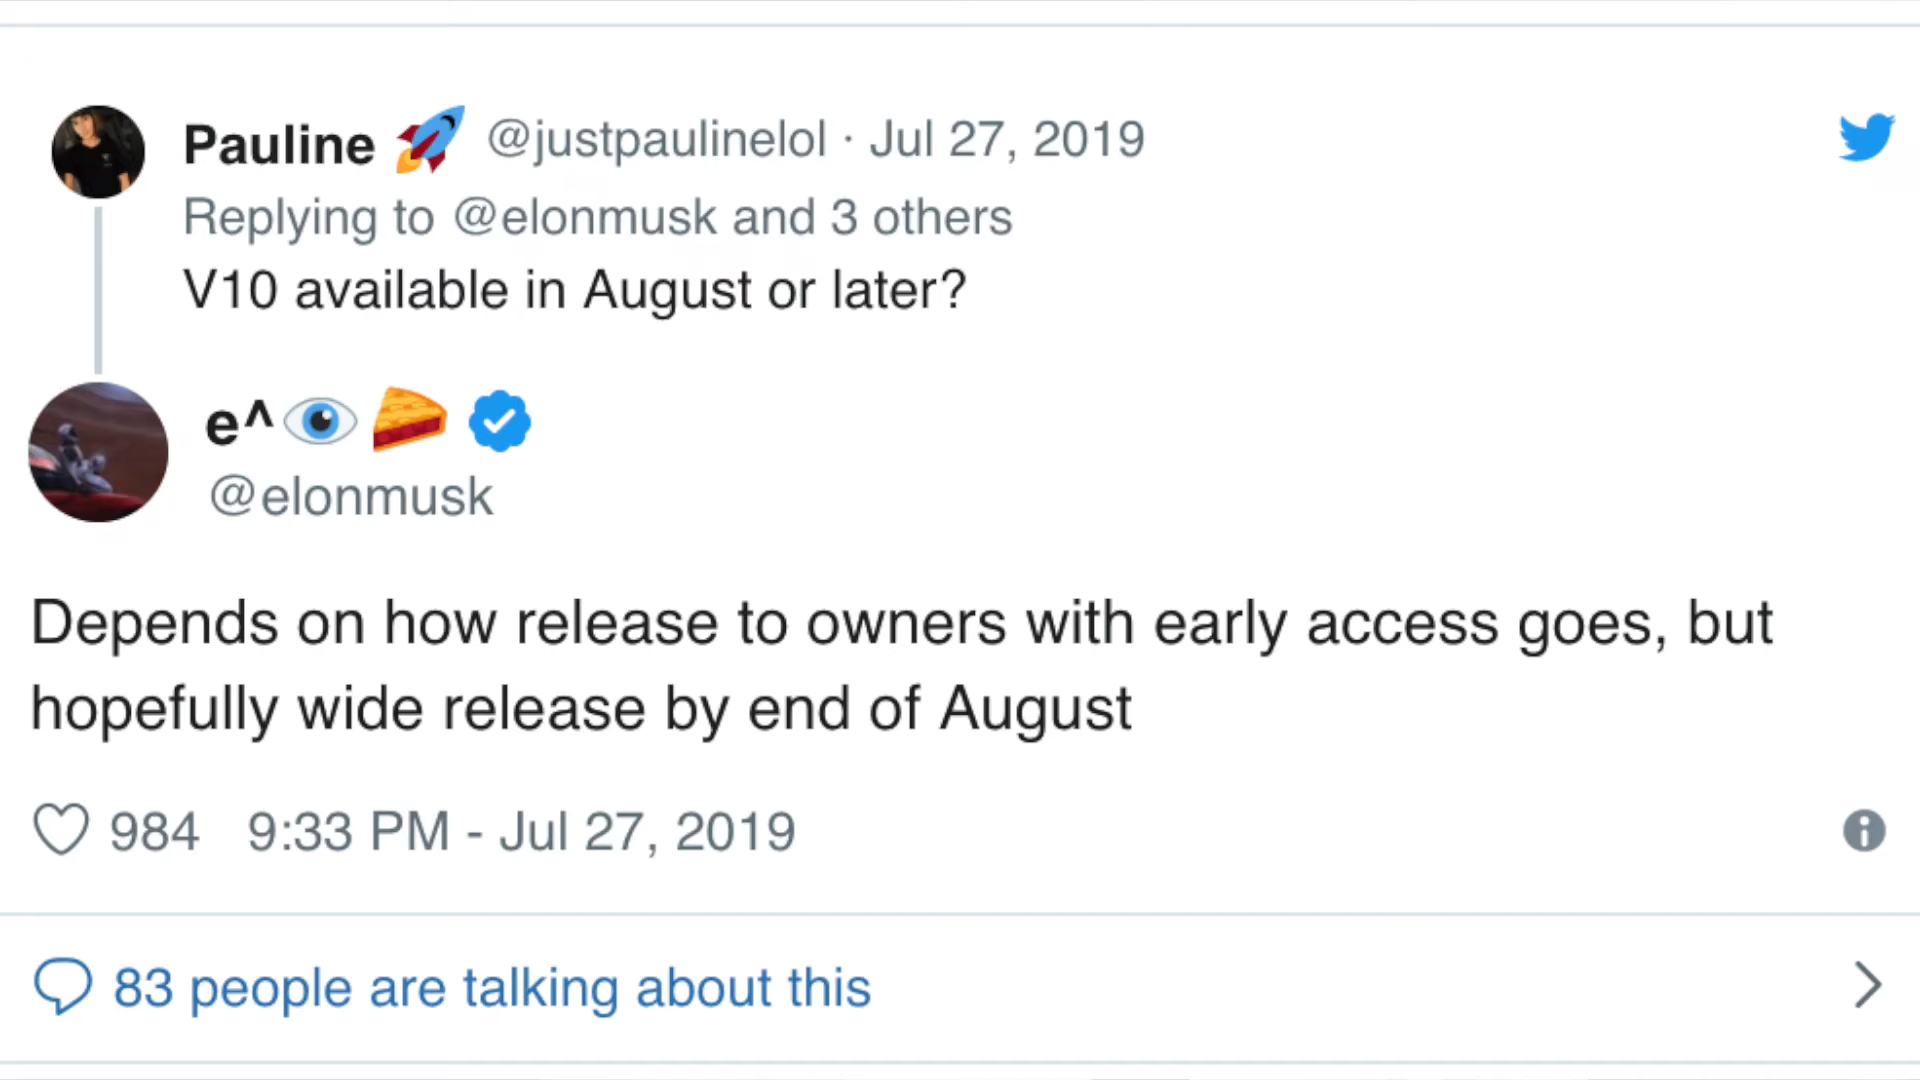 Pauline 🚀 @justpaulinelol · Jul 27, 2019
Replying to @elonmusk and 3 others
V10 available in August or later?
e^👁️🥧
@elonmusk
Depends on how release to owners with early access goes, but
hopefully wide release by end of August
984 9:33 PM - Jul 27, 2019
83 people are talking about this